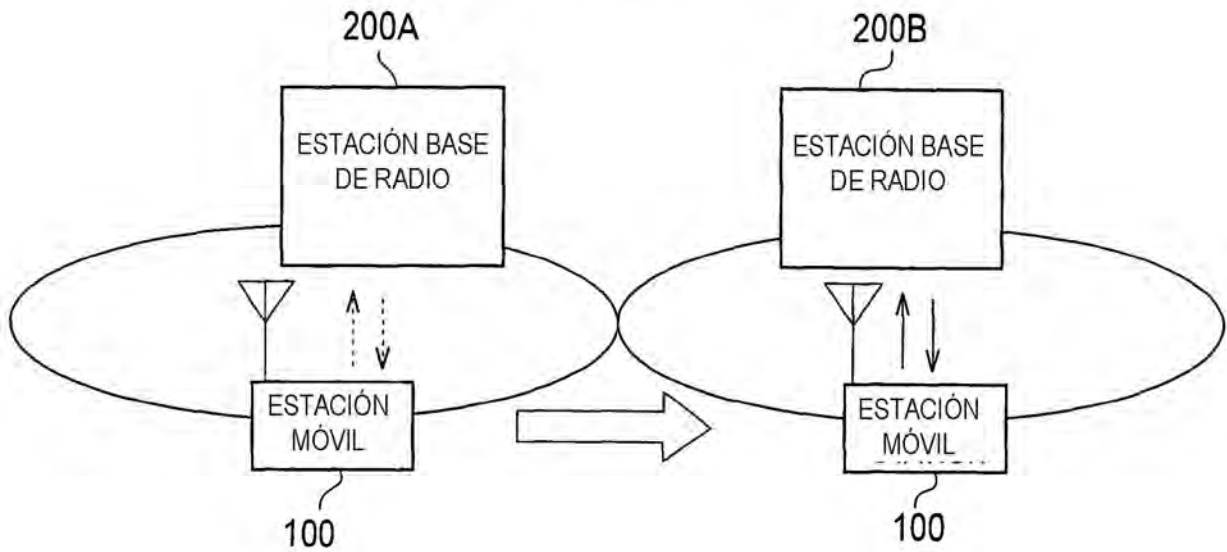 200A
200B
ESTACIÓN BASE
DE RADIO
ESTACIÓN BASE
DE RADIO
ESTACIÓN
MÓVIL
ESTACIÓN
MÓVIL
100
100